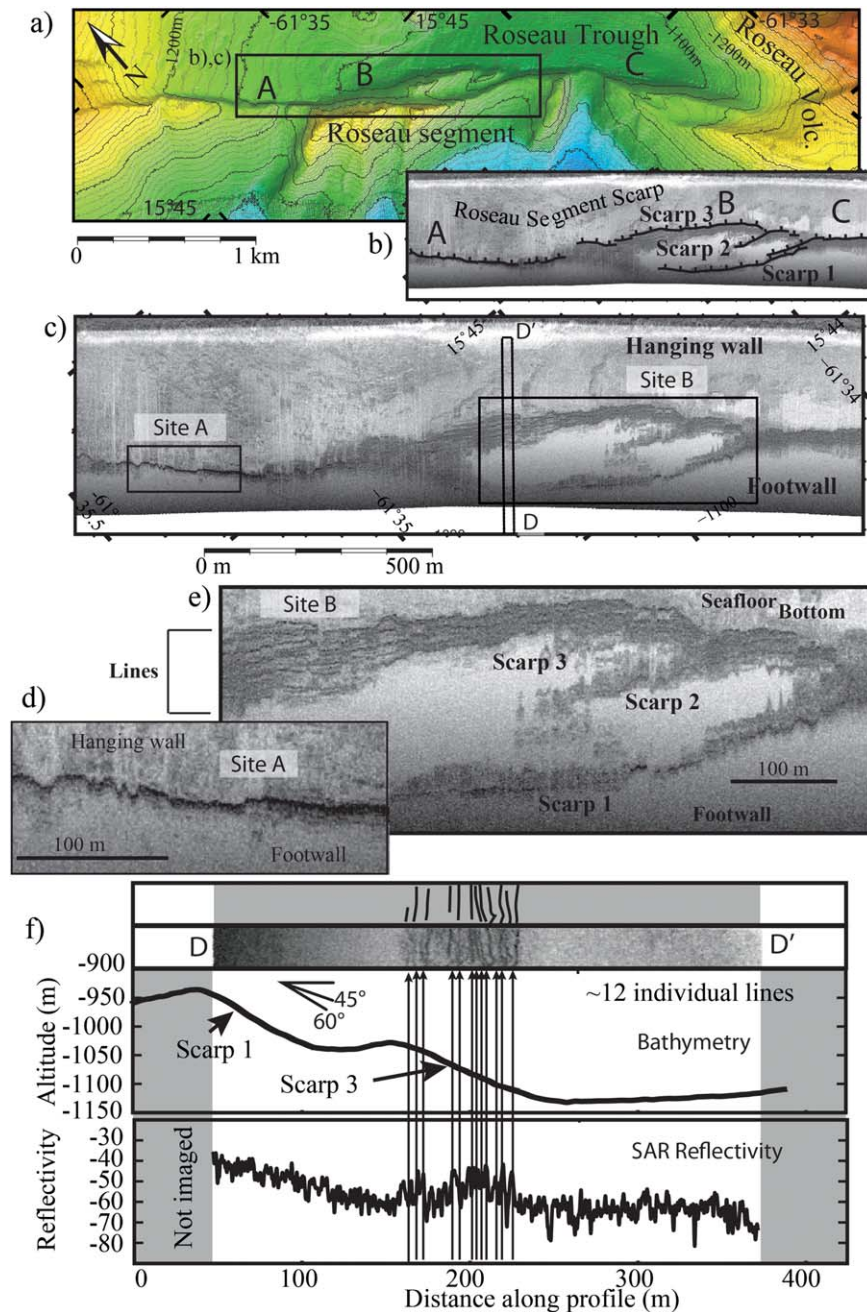 a)
-61°35
15°45
-61°33
-1200m
b),c)
Roseau Trough
-1100m
-1200m
Roseau Volc.
N
A
B
C
Roseau segment
15°45
0
1 km
b)
Roseau Segment Scarp
A
Scarp 3
B
C
Scarp 2
Scarp 1
c)
15°45'
D'
Hanging wall
15°44
-61°34
Site B
Site A
-61°
35.5
-61°35
D
-1100
Footwall
0 m
500 m
e)
Site B
Seafloor
Bottom
Lines
Scarp 3
Scarp 2
Scarp 1
100 m
Footwall
d)
Hanging wall
Site A
100 m
Footwall
f)
D
D'
-900
-950
-1000
-1050
-1100
-1150
Altitude (m)
45°
60°
~12 individual lines
Scarp 1
Scarp 3
Bathymetry
-30
-40
-50
-60
-70
-80
Reflectivity
Not imaged
SAR Reflectivity
0
100
200
300
400
Distance along profile (m)